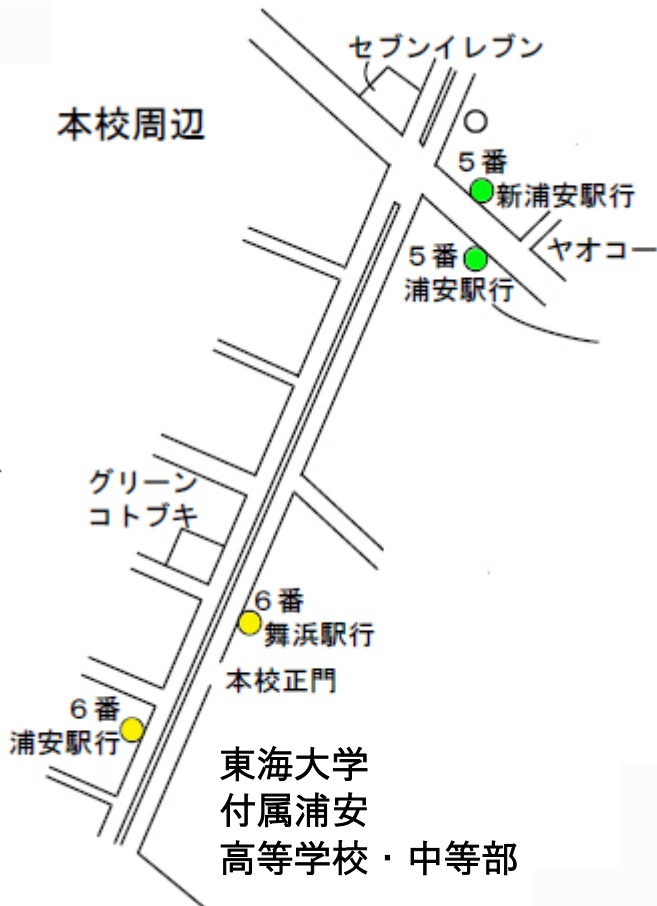 セブンイレブン
本校周辺
５番
新浦安駅行
ヤオコー
５番
浦安駅行
グリーン
コトブキ
６番
舞浜駅行
本校正門
６番
浦安駅行
東海大学
付属浦安
高等学校・中等部